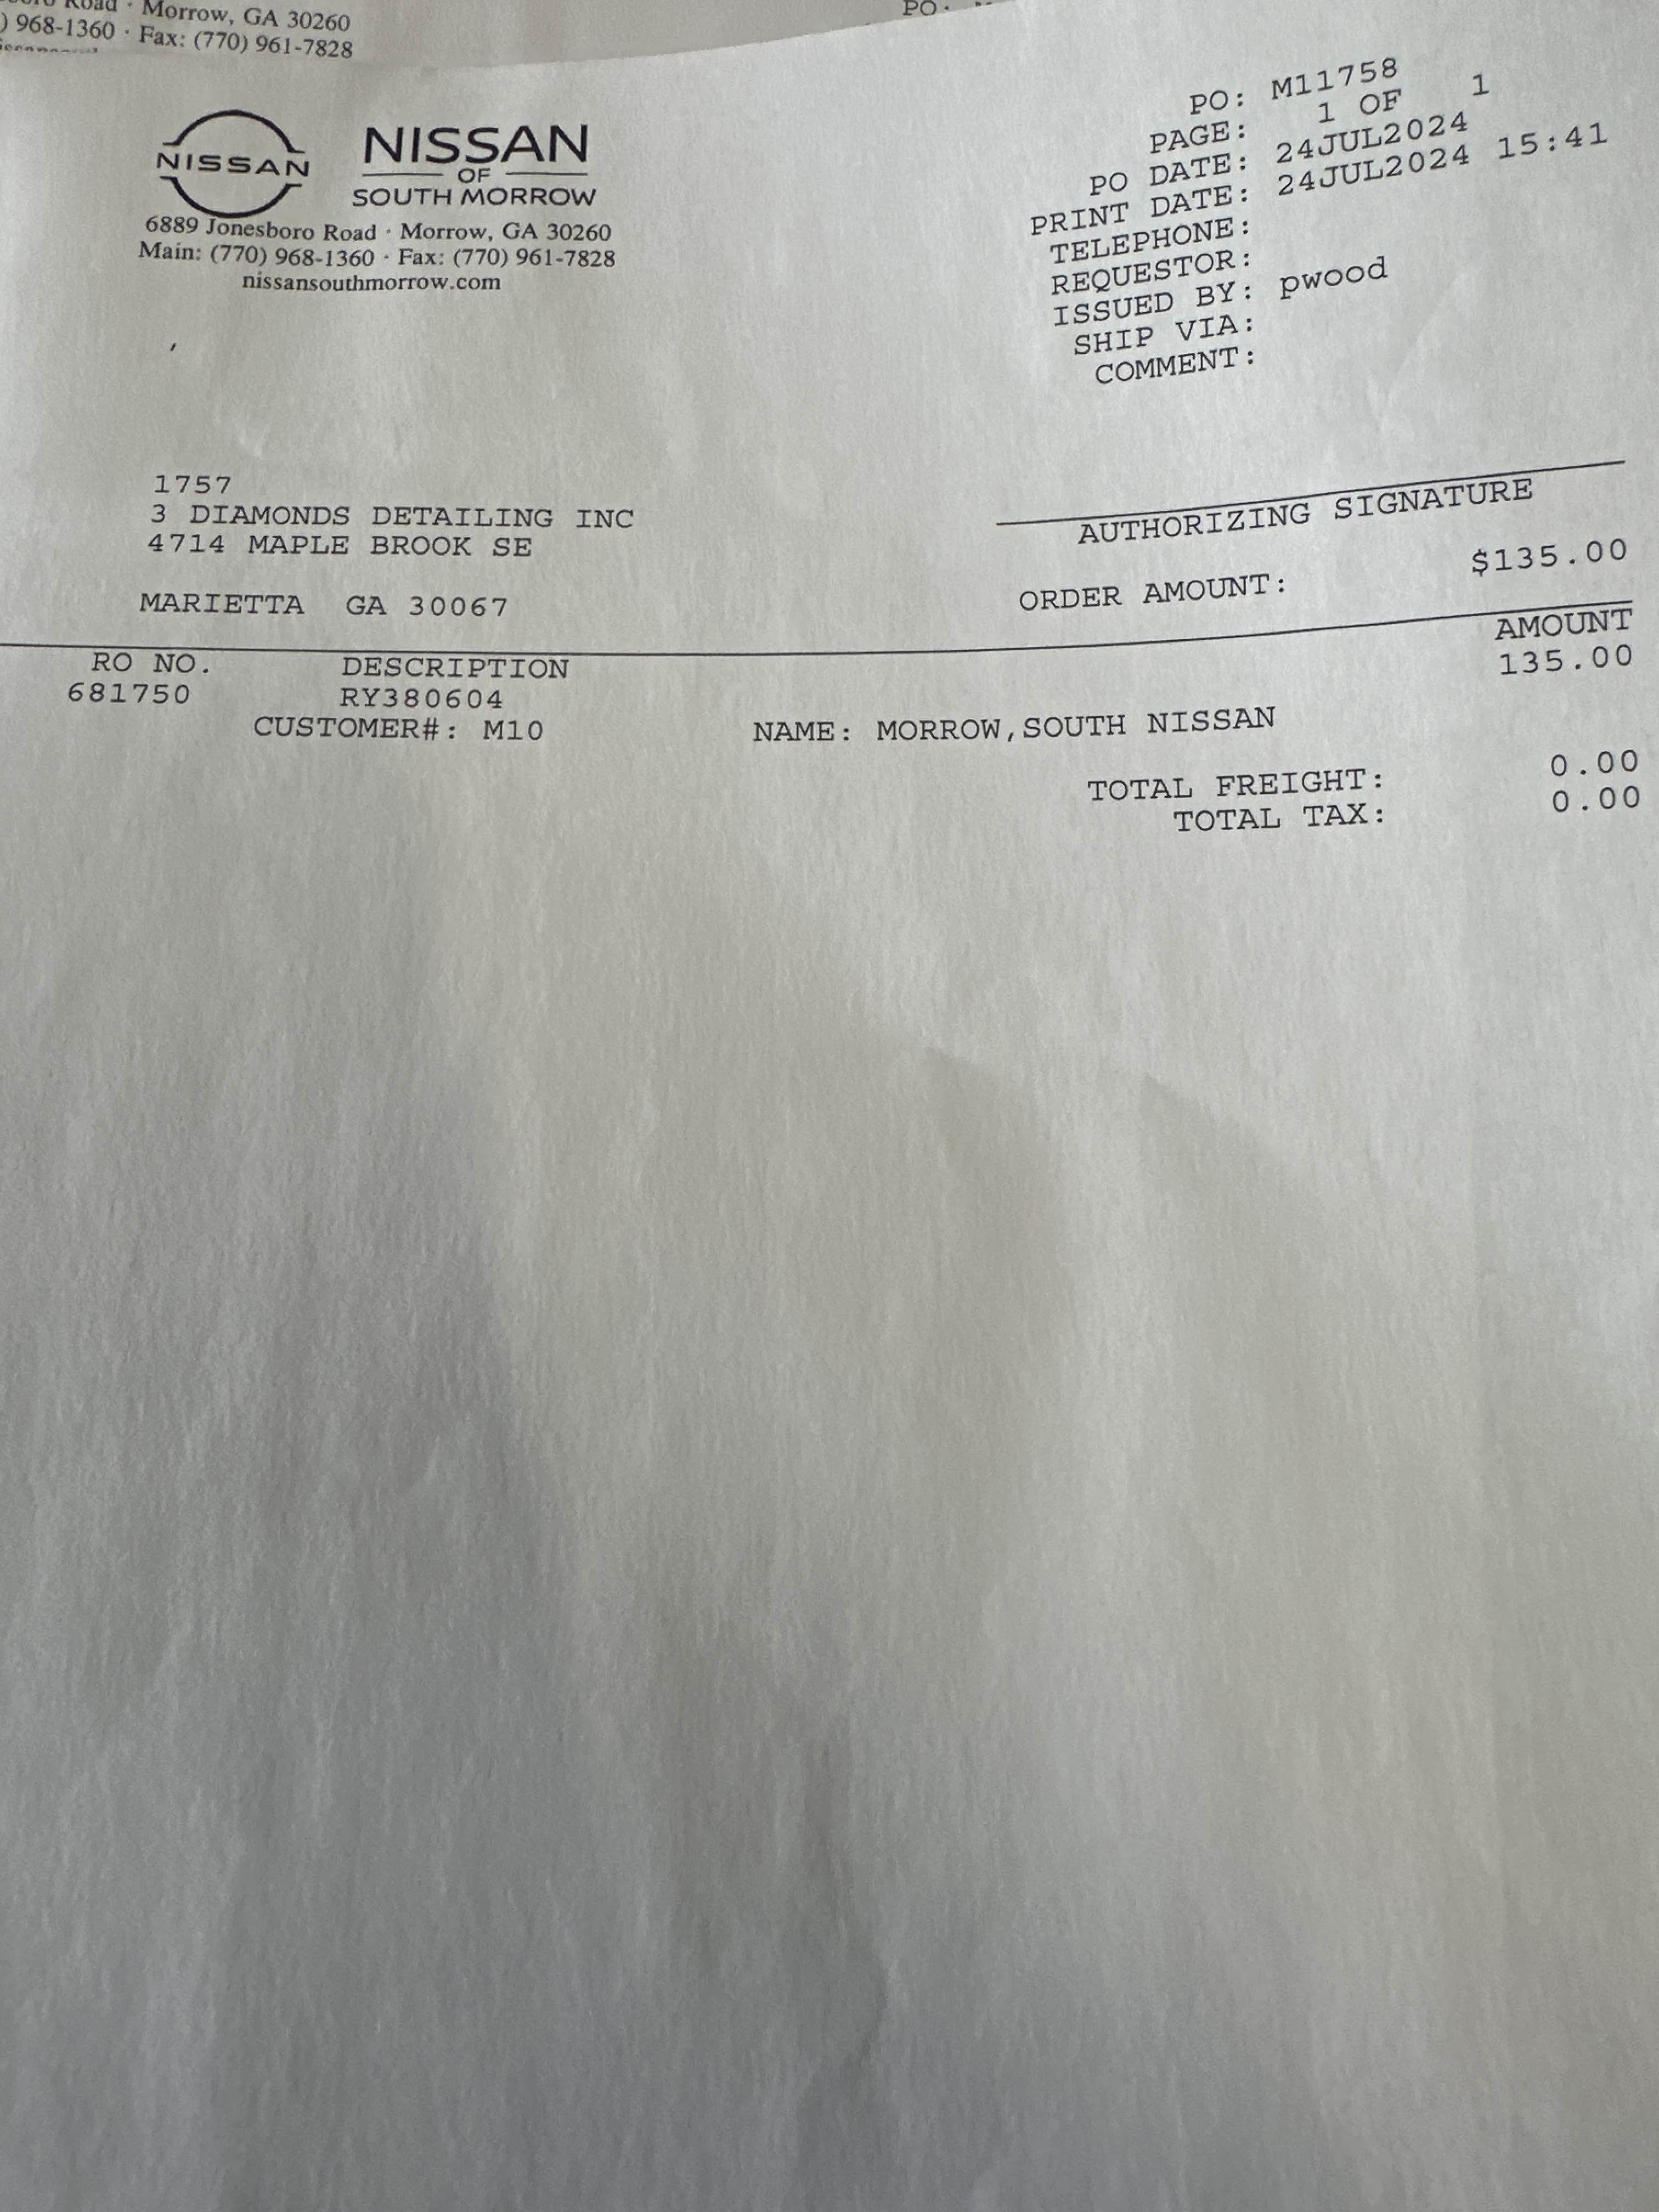 Road · Morrow, GA 30260
) 968-1360 · Fax: (770) 961-7828
PO:
NISSAN
NISSAN
OF
SOUTH MORROW
6889 Jonesboro Road · Morrow, GA 30260
Main: (770) 968-1360 · Fax: (770) 961-7828
nissansouthmorrow.com
PO: M11758
PAGE: 1 OF 1
PO DATE: 24JUL2024
PRINT DATE: 24JUL2024 15:41
TELEPHONE:
REQUESTOR:
ISSUED BY: pwood
SHIP VIA:
COMMENT:
1757
3 DIAMONDS DETAILING INC
4714 MAPLE BROOK SE
MARIETTA GA 30067
AUTHORIZING SIGNATURE
ORDER AMOUNT: $135.00
RO NO. DESCRIPTION AMOUNT
681750 RY380604 135.00
CUSTOMER#: M10 NAME: MORROW,SOUTH NISSAN
TOTAL FREIGHT: 0.00
TOTAL TAX: 0.00